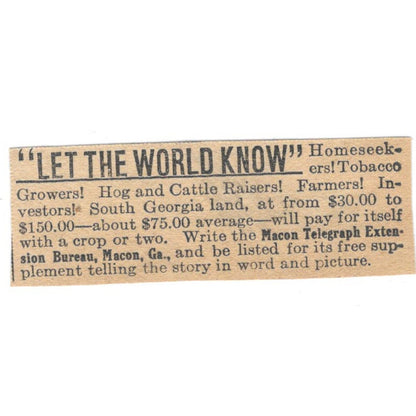 "LET THE WORLD KNOW" Homeseek-
ers! Tobacco
Growers! Hog and Cattle Raisers! Farmers! In-
vestors! South Georgia land, at from $30.00 to
$150.00—about $75.00 average—will pay for itself
with a crop or two. Write the Macon Telegraph Exten-
sion Bureau, Macon, Ga., and be listed for its free sup-
plement telling the story in word and picture.